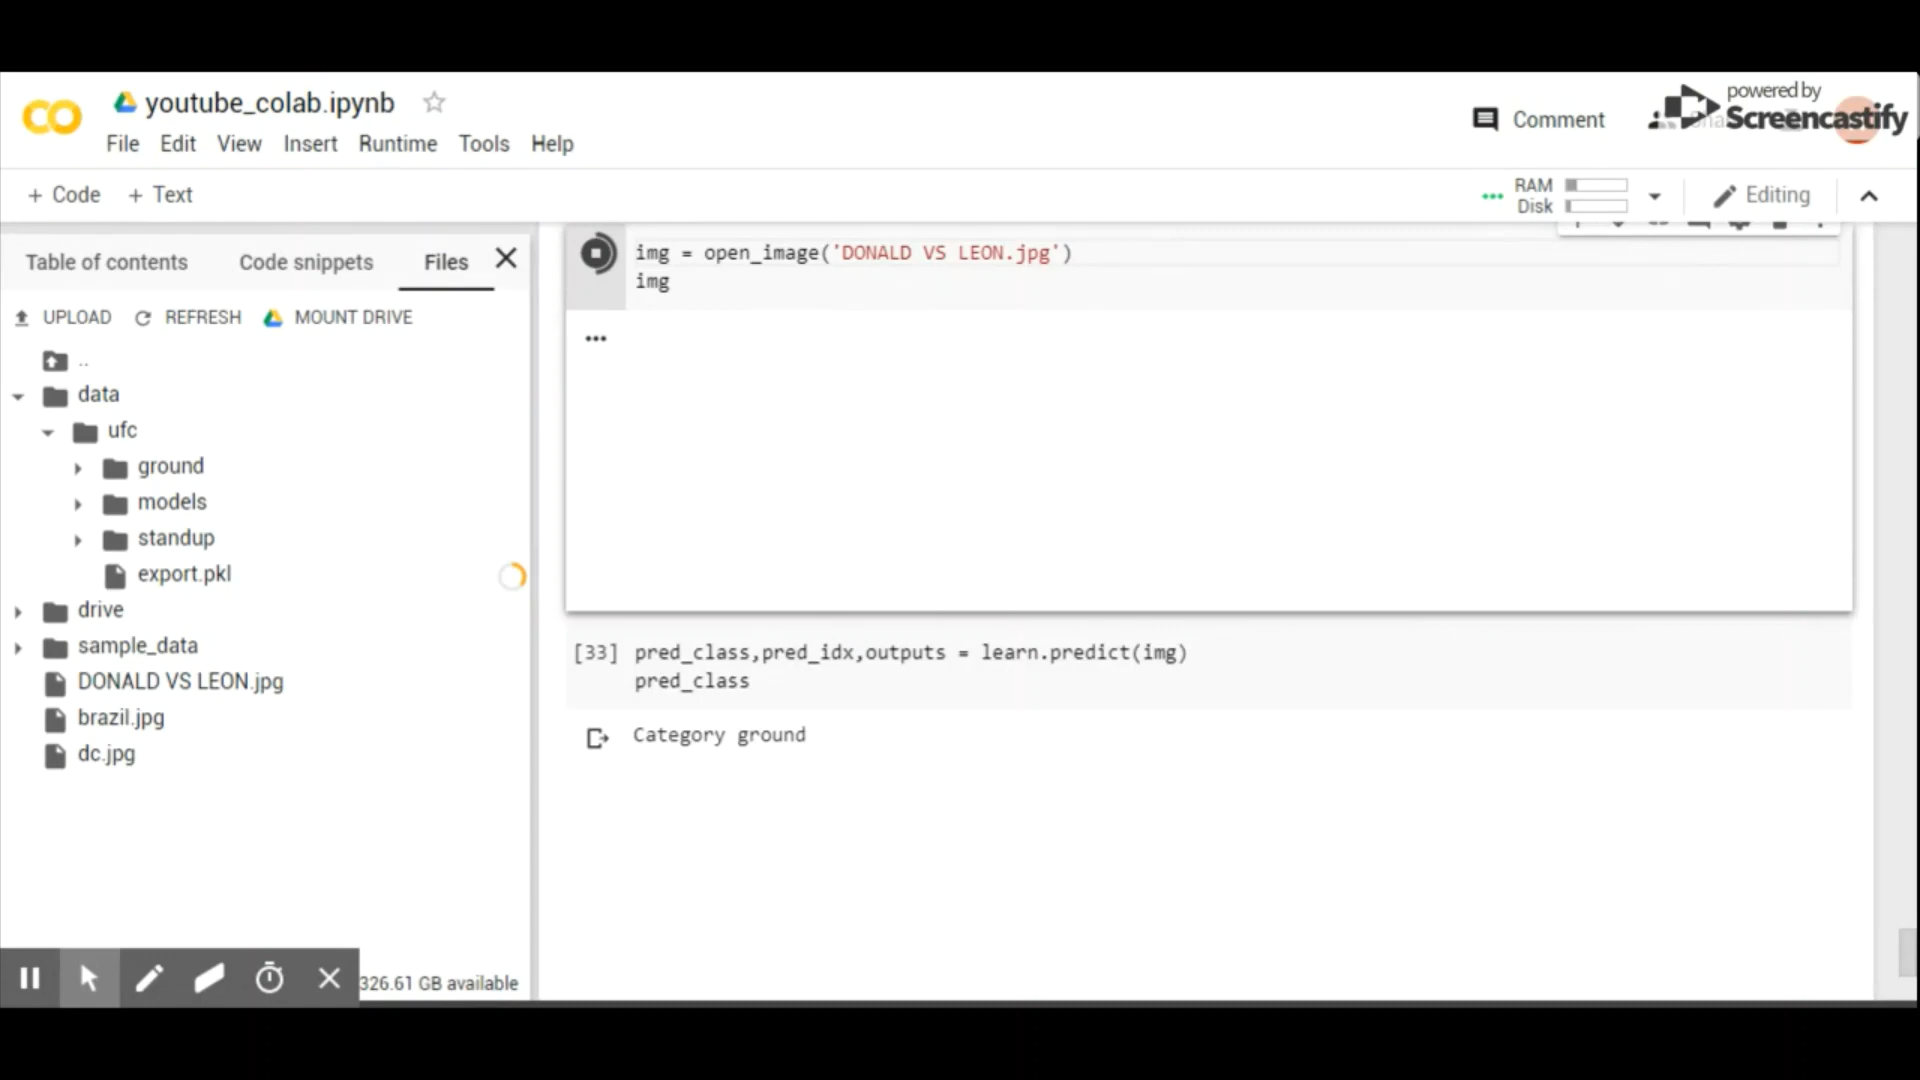 youtube_colab.ipynb
powered by
Screencastify
File Edit View Insert Runtime Tools Help
Comment
+ Code + Text
RAM
Disk
Editing
Table of contents Code snippets Files
UPLOAD REFRESH MOUNT DRIVE
..
data
ufc
ground
models
standup
export.pkl
drive
sample_data
DONALD VS LEON.jpg
brazil.jpg
dc.jpg
326.61 GB available
img = open_image('DONALD VS LEON.jpg')
img
[33] pred_class,pred_idx,outputs = learn.predict(img)
pred_class
Category ground